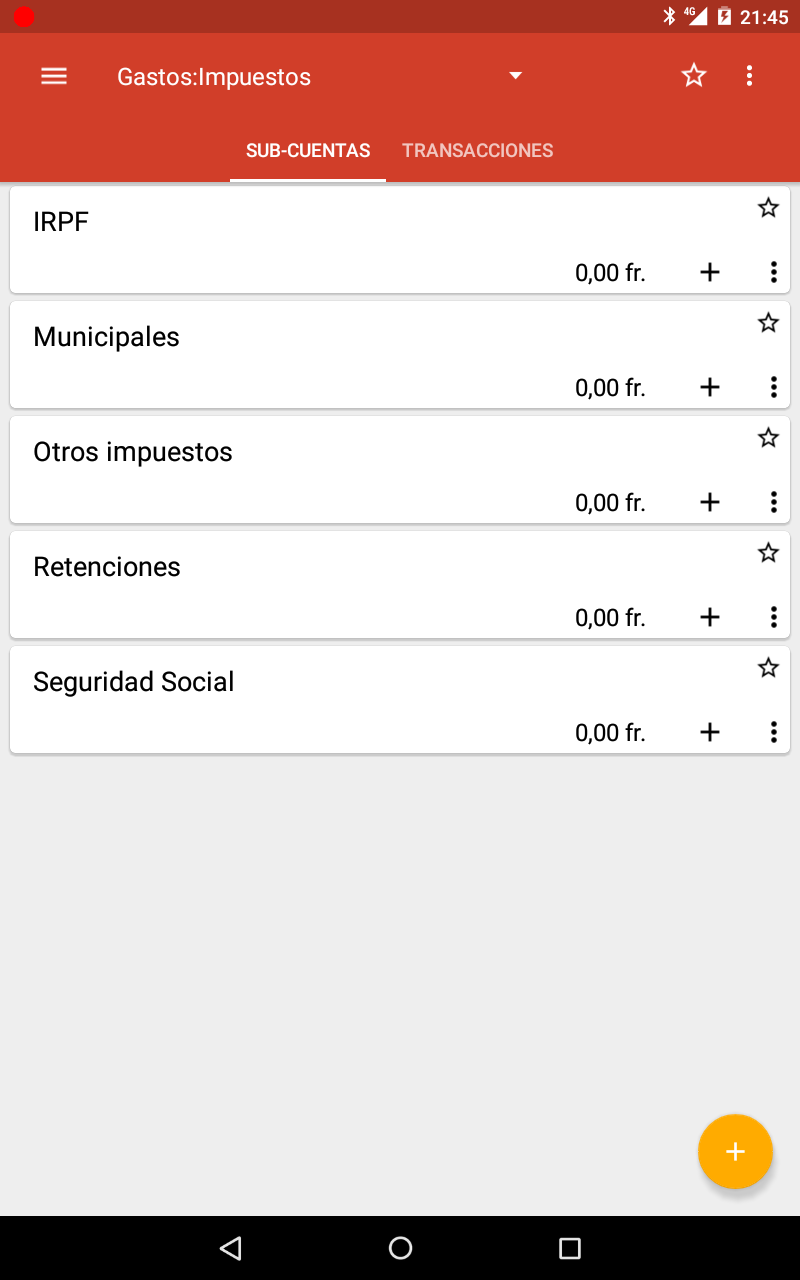 4G 21:45
Gastos:Impuestos
SUB-CUENTAS TRANSACCIONES
IRPF
0,00 fr.
Municipales
0,00 fr.
Otros impuestos
0,00 fr.
Retenciones
0,00 fr.
Seguridad Social
0,00 fr.